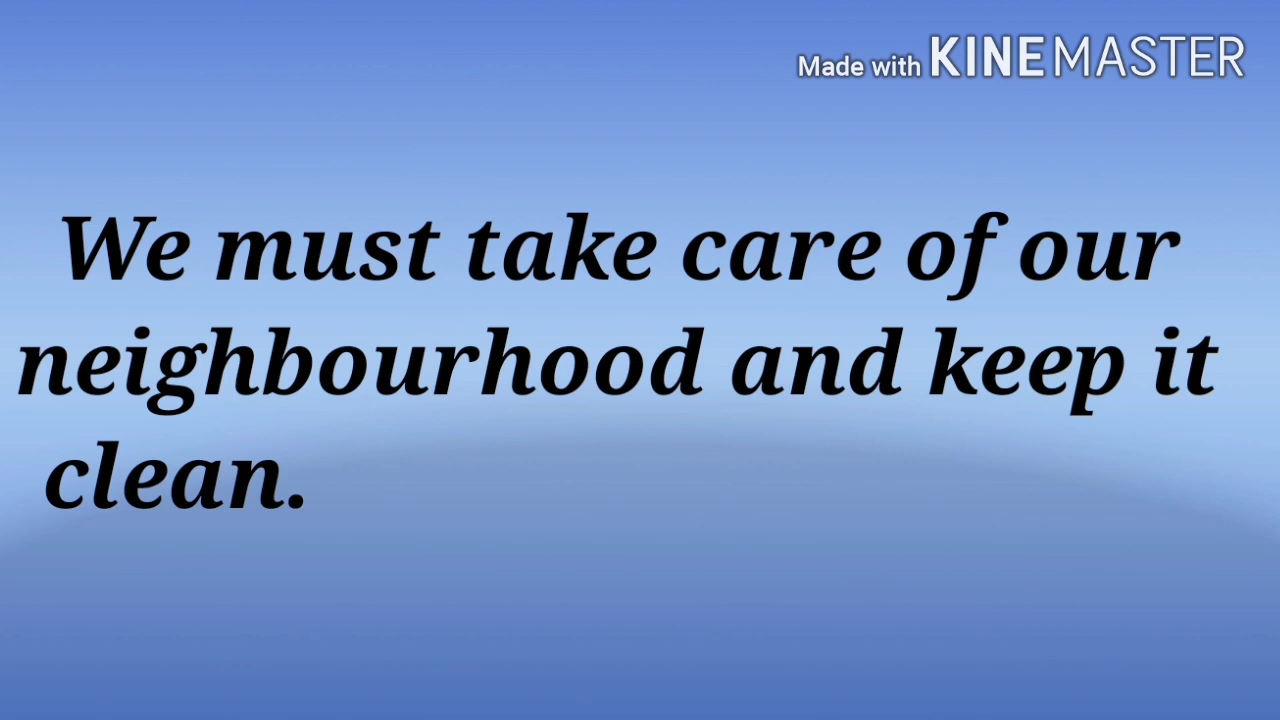 Made with KINEMASTER
We must take care of our
neighbourhood and keep it
clean.